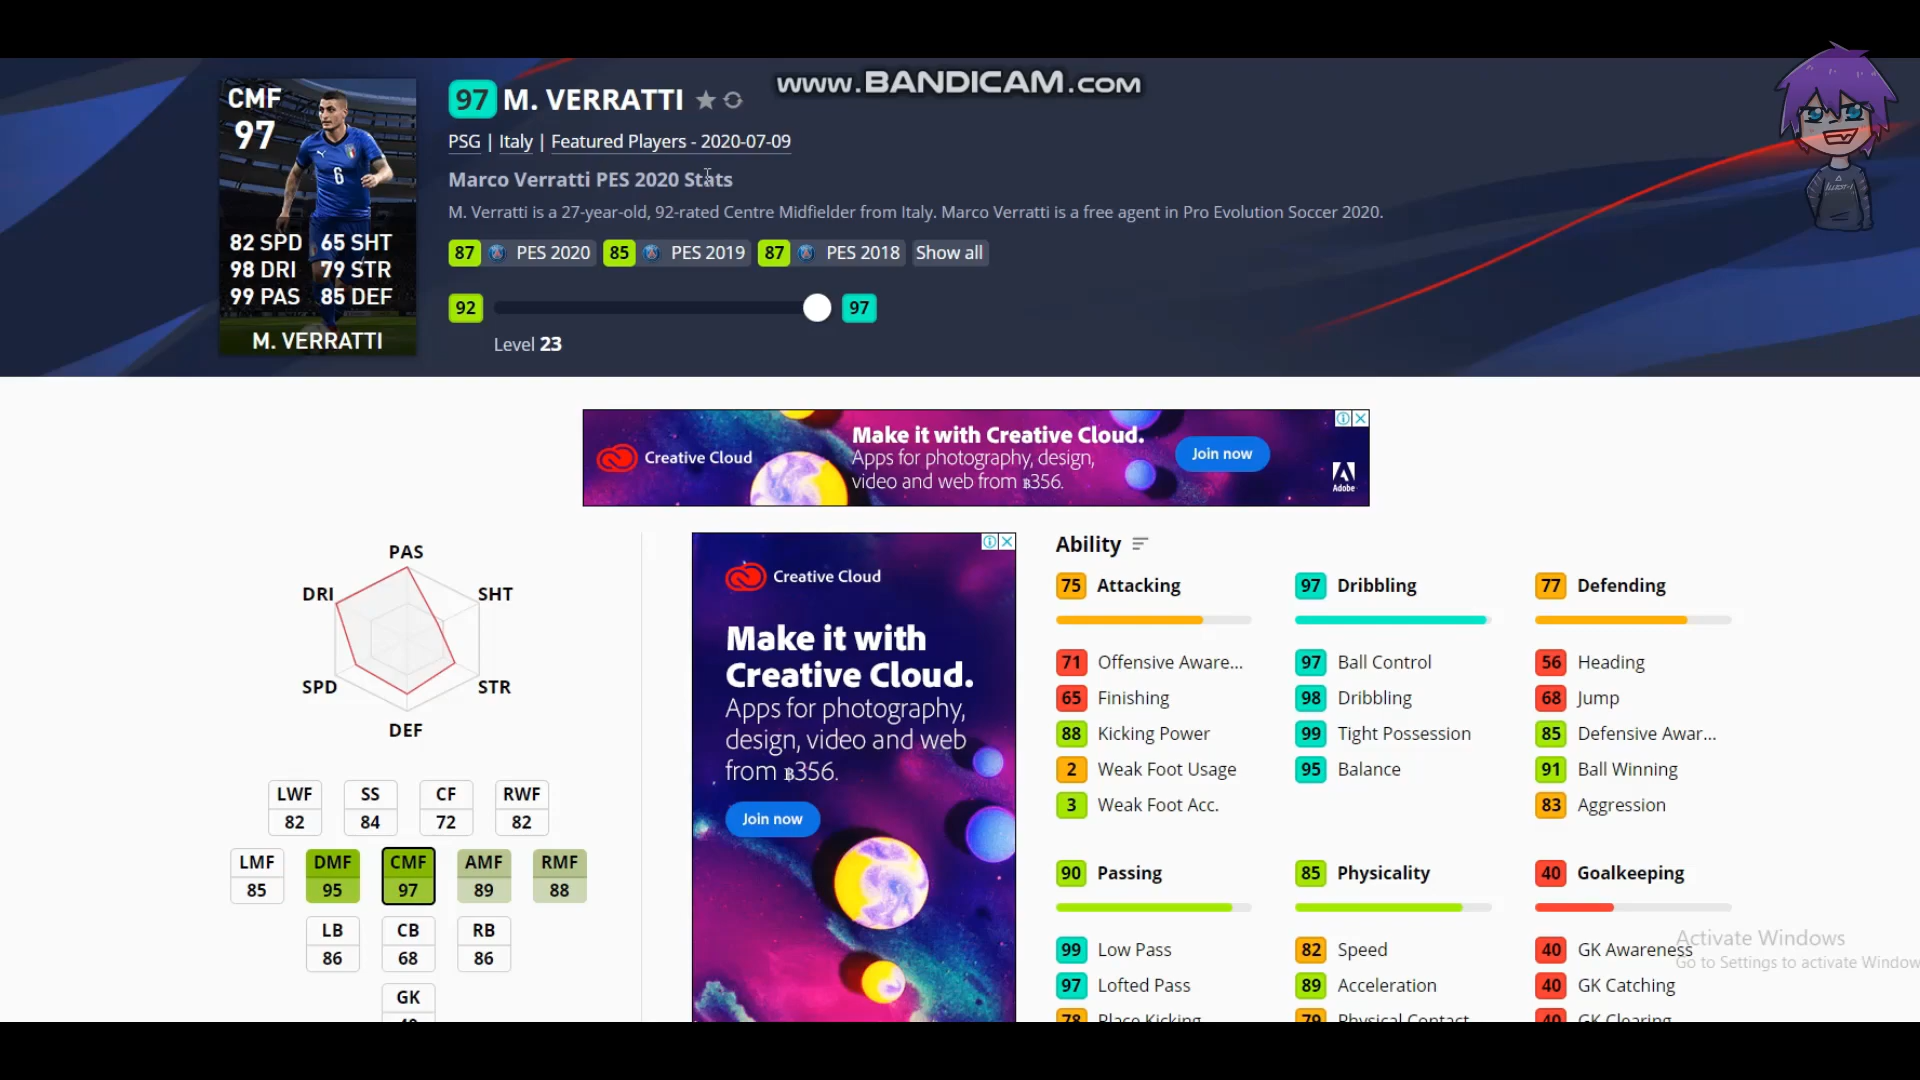 www.BANDICAM.com
CMF
97
82 SPD 65 SHT
98 DRI 79 STR
99 PAS 85 DEF
M. VERRATTI
97 M. VERRATTI
PSG | Italy | Featured Players - 2020-07-09
Marco Verratti PES 2020 Stats
M. Verratti is a 27-year-old, 92-rated Centre Midfielder from Italy. Marco Verratti is a free agent in Pro Evolution Soccer 2020.
87 PES 2020 85 PES 2019 87 PES 2018 Show all
92 97
Level 23
Creative Cloud
Make it with Creative Cloud.
Apps for photography, design,
video and web from ฿356.
Join now
Adobe
PAS
DRI SHT
SPD STR
DEF
LWF SS CF RWF
82 84 72 82
LMF DMF CMF AMF RMF
85 95 97 89 88
LB CB RB
86 68 86
GK
Creative Cloud
Make it with
Creative Cloud.
Apps for photography,
design, video and web
from ฿356.
Join now
Ability
75 Attacking
71 Offensive Aware...
65 Finishing
88 Kicking Power
2 Weak Foot Usage
3 Weak Foot Acc.
97 Dribbling
97 Ball Control
98 Dribbling
99 Tight Possession
95 Balance
77 Defending
56 Heading
68 Jump
85 Defensive Awar...
91 Ball Winning
83 Aggression
90 Passing
99 Low Pass
97 Lofted Pass
78 Place Kicking
85 Physicality
82 Speed
89 Acceleration
79 Physical Contact
40 Goalkeeping
40 GK Awareness
40 GK Catching
40 GK Clearing
Activate Windows
Go to Settings to activate Window